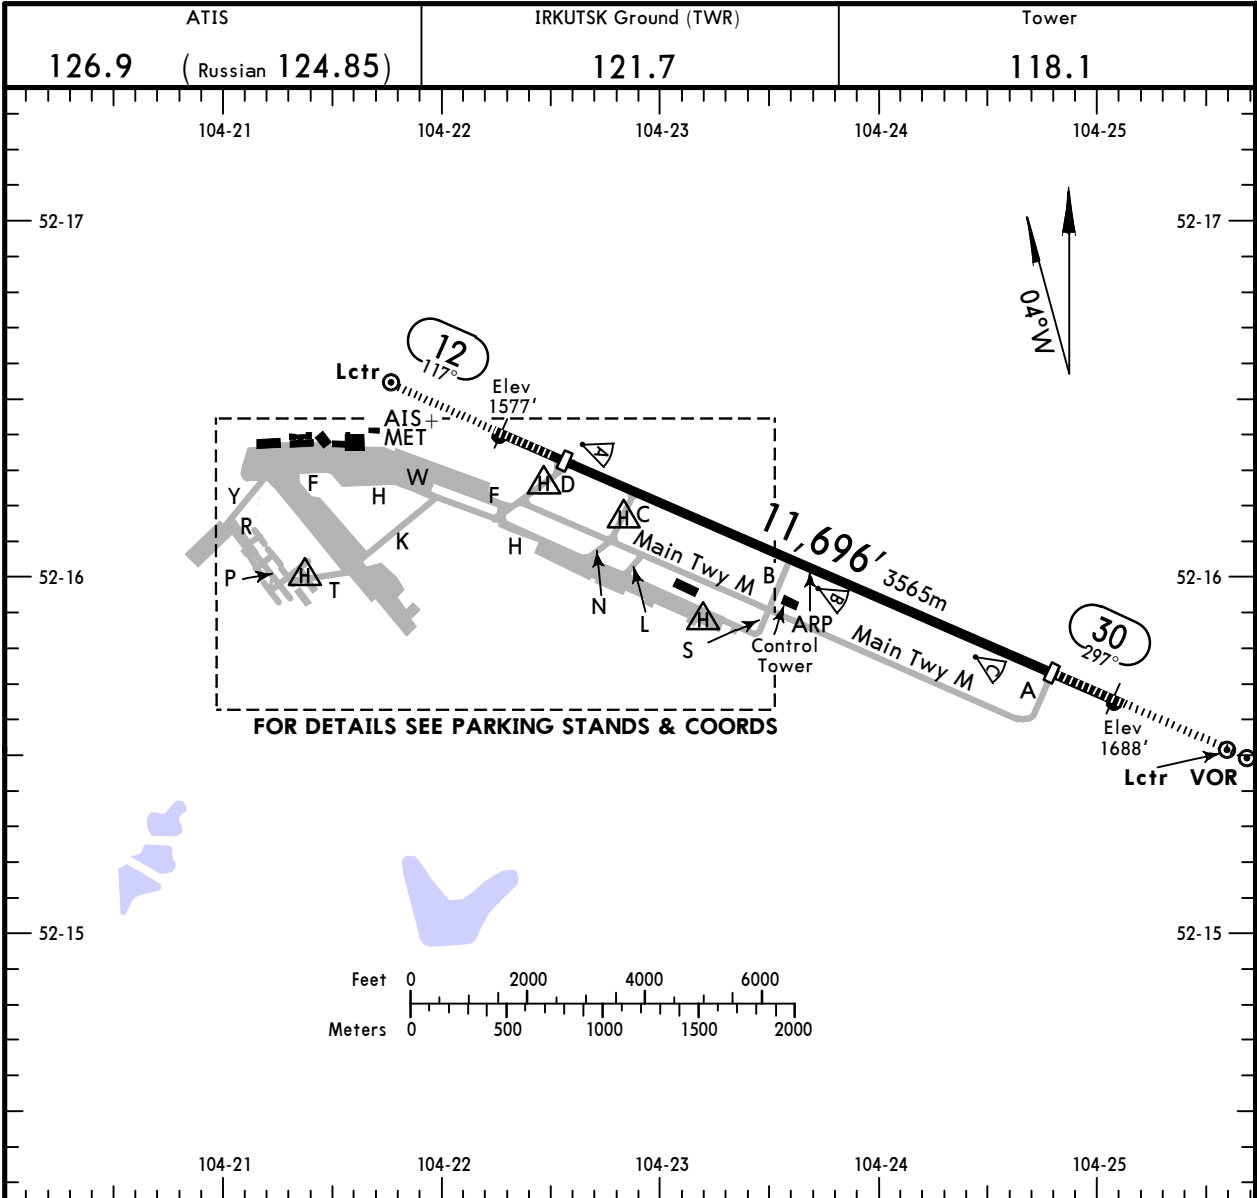 ATIS
126.9 (Russian 124.85)
IRKUTSK Ground (TWR)
121.7
Tower
118.1
104-21 104-22 104-23 104-24 104-25
52-17 52-17
04°W
12
117°
Lctr
Elev
1577'
AIS+
MET
A
Y F H W F H D
R K H C
P H T
11,696' 3565m
Main Twy M
B
N L
H
S
Control
Tower
ARP
B
Main Twy M
C
A
30
297°
Elev
1688'
Lctr VOR
52-16 52-16
FOR DETAILS SEE PARKING STANDS & COORDS
52-15 52-15
Feet 0 2000 4000 6000
Meters 0 500 1000 1500 2000
104-21 104-22 104-23 104-24 104-25